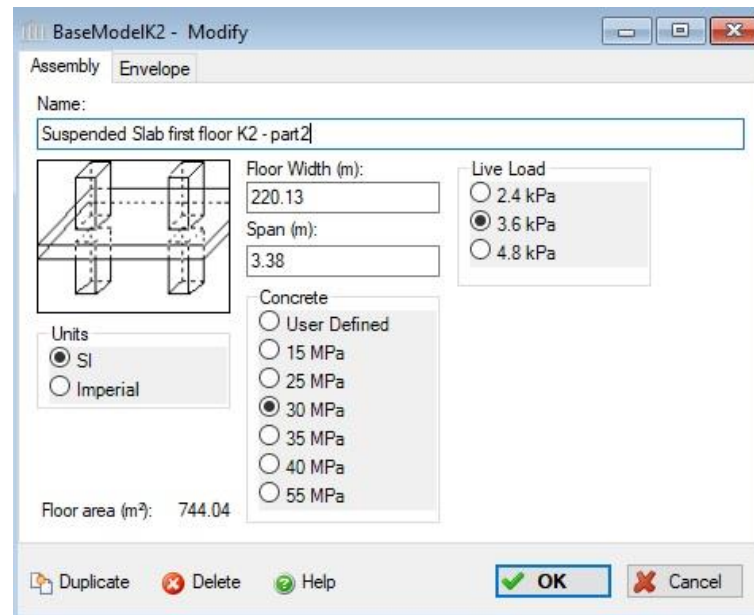 BaseModelK2 - Modify
Assembly Envelope
Name:
Suspended Slab first floor K2 - part2
Floor Width (m):
220.13
Span (m):
3.38
Live Load
2.4 kPa
3.6 kPa
4.8 kPa
Units
SI
Imperial
Concrete
User Defined
15 MPa
25 MPa
30 MPa
35 MPa
40 MPa
55 MPa
Floor area (m²): 744.04
Duplicate Delete Help OK Cancel